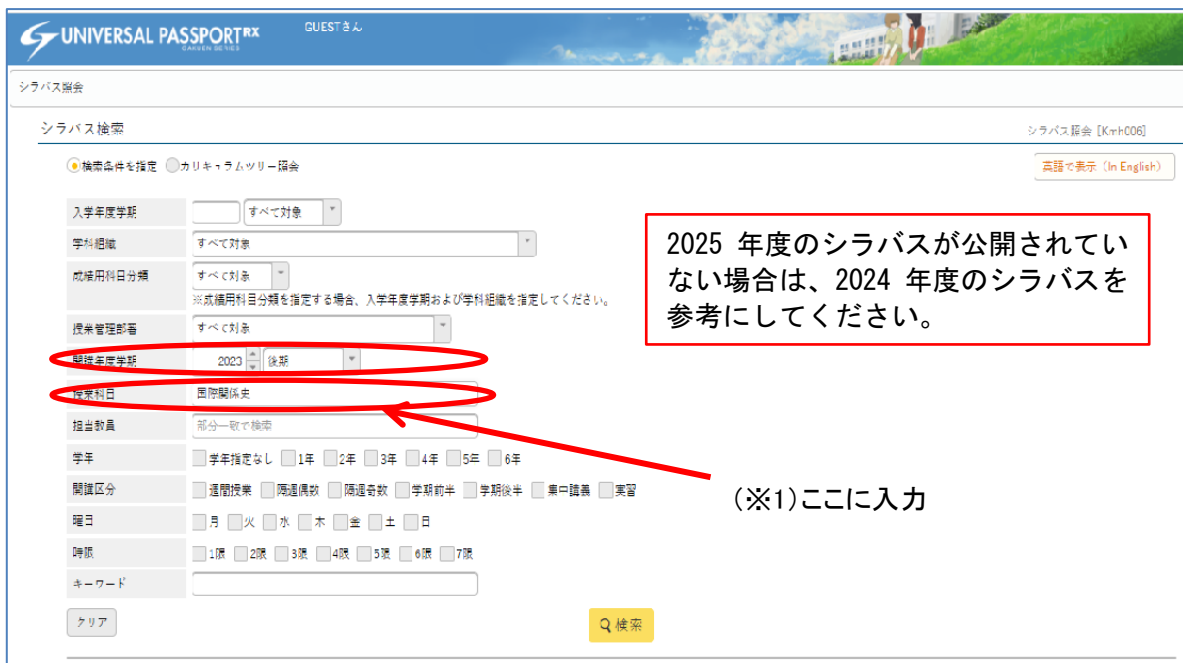 UNIVERSAL PASSPORT RX
GAKUEN SERIES
GUESTさん
シラバス照会
シラバス検索
シラバス照会 [Kmh006]
検索条件を指定 カリキュラムツリー照会
英語で表示 (In English)
入学年度学期 すべて対象
学科組織 すべて対象
成績用科目分類 すべて対象
※成績用科目分類を指定する場合、入学年度学期および学科組織を指定してください。
2025 年度のシラバスが公開されてい
ない場合は、2024 年度のシラバスを
参考にしてください。
授業管理部署 すべて対象
開講年度学期 2023 後期
授業科目 国際関係史
担当教員 部分一致で検索
学年 学年指定なし 1年 2年 3年 4年 5年 6年
開講区分 週間授業 隔週偶数 隔週奇数 学期前半 学期後半 集中講義 実習
(※1)ここに入力
曜日 月 火 水 木 金 土 日
時限 1限 2限 3限 4限 5限 6限 7限
キーワード
クリア
検索